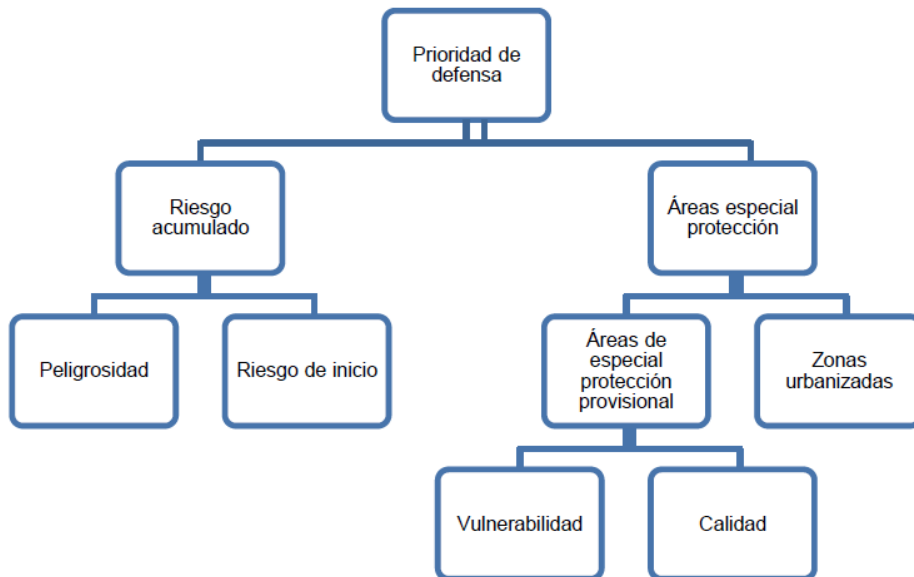 Prioridad de
defensa
Riesgo
acumulado
Áreas especial
protección
Peligrosidad
Riesgo de inicio
Áreas de
especial
protección
provisional
Zonas
urbanizadas
Vulnerabilidad
Calidad